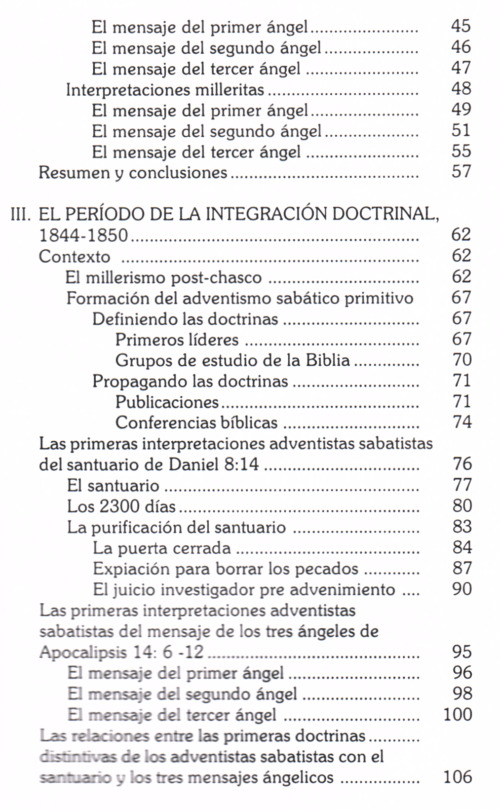 El mensaje del primer ángel....................... 45
El mensaje del segundo ángel.................... 46
El mensaje del tercer ángel ........................ 47
Interpretaciones milleritas ................................ 48
El mensaje del primer ángel....................... 49
El mensaje del segundo ángel.................... 51
El mensaje del tercer ángel ........................ 55
Resumen y conclusiones....................................... 57
III. EL PERÍODO DE LA INTEGRACIÓN DOCTRINAL,
1844-1850........................................................... 62
Contexto ............................................................. 62
El millerismo post-chasco ................................ 62
Formación del adventismo sabático primitivo 67
Definiendo las doctrinas ............................. 67
Primeros líderes ..................................... 67
Grupos de estudio de la Biblia.............. 70
Propagando las doctrinas ........................... 71
Publicaciones.......................................... 71
Conferencias bíblicas ............................. 74
Las primeras interpretaciones adventistas sabatistas
del santuario de Daniel 8:14 ................................ 76
El santuario ..................................................... 77
Los 2300 días.................................................. 80
La purificación del santuario .......................... 83
La puerta cerrada ...................................... 84
Expiación para borrar los pecados ............ 87
El juicio investigador pre advenimiento .... 90
Las primeras interpretaciones adventistas
sabatistas del mensaje de los tres ángeles de
Apocalipsis 14: 6 -12............................................ 95
El mensaje del primer ángel ............................ 96
El mensaje del segundo ángel ......................... 98
El mensaje del tercer ángel ............................ 100
Las relaciones entre las primeras doctrinas...........
distintivas de los adventistas sabatistas con el
santuario y los tres mensajes ángelicos ................. 106